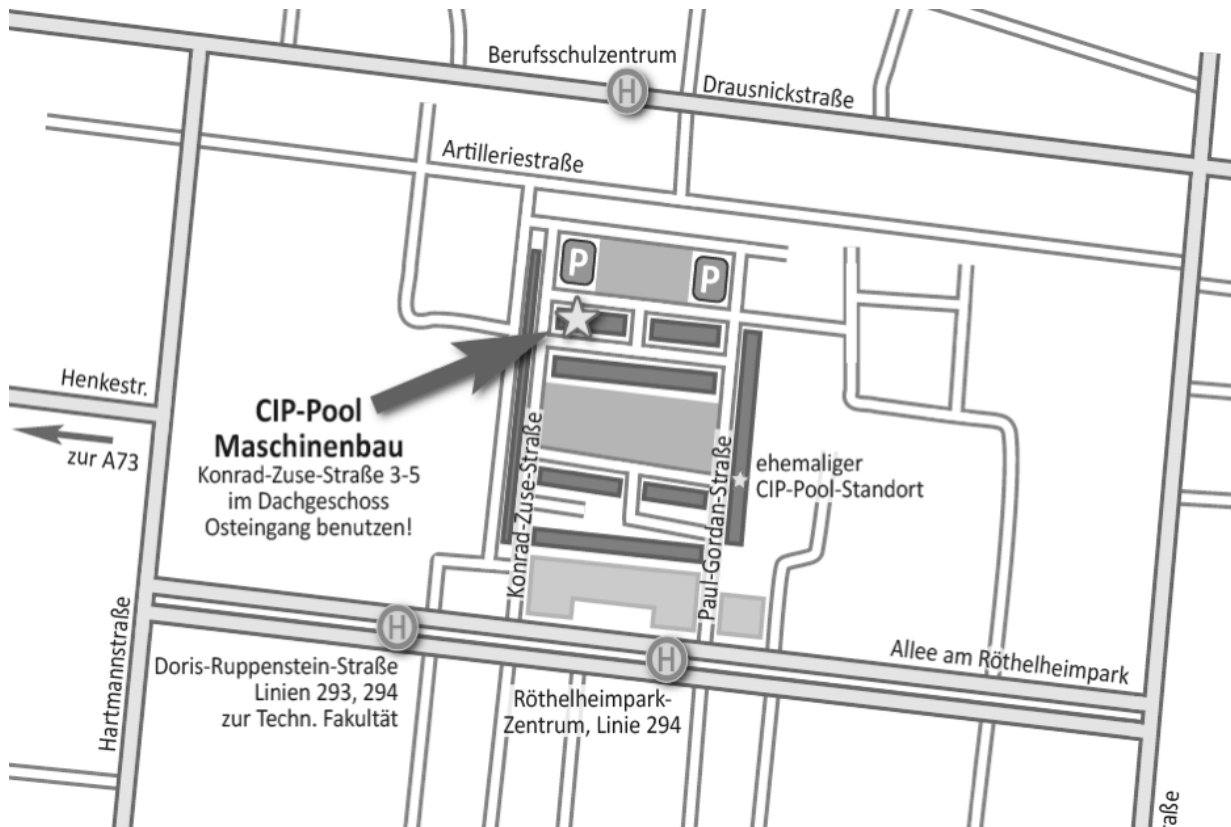 Berufsschulzentrum
H
Drausnickstraße
Artilleriestraße
P
P
Henkestr.
zur A73
CIP-Pool
Maschinenbau
Konrad-Zuse-Straße 3-5
im Dachgeschoss
Osteingang benutzen!
Konrad-Zuse-Straße
Paul-Gordan-Straße
ehemaliger
CIP-Pool-Standort
Hartmannstraße
H
Doris-Ruppenstein-Straße
Linien 293, 294
zur Techn. Fakultät
H
Röthelheimpark-
Zentrum, Linie 294
Allee am Röthelheimpark
aße